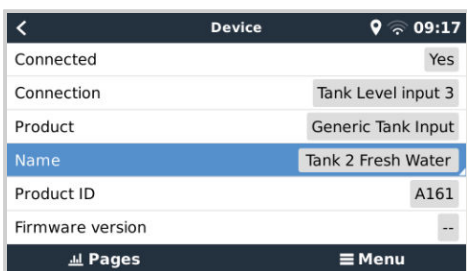 Device 09:17
Connected Yes
Connection Tank Level input 3
Product Generic Tank Input
Name Tank 2 Fresh Water
Product ID A161
Firmware version --
Pages Menu